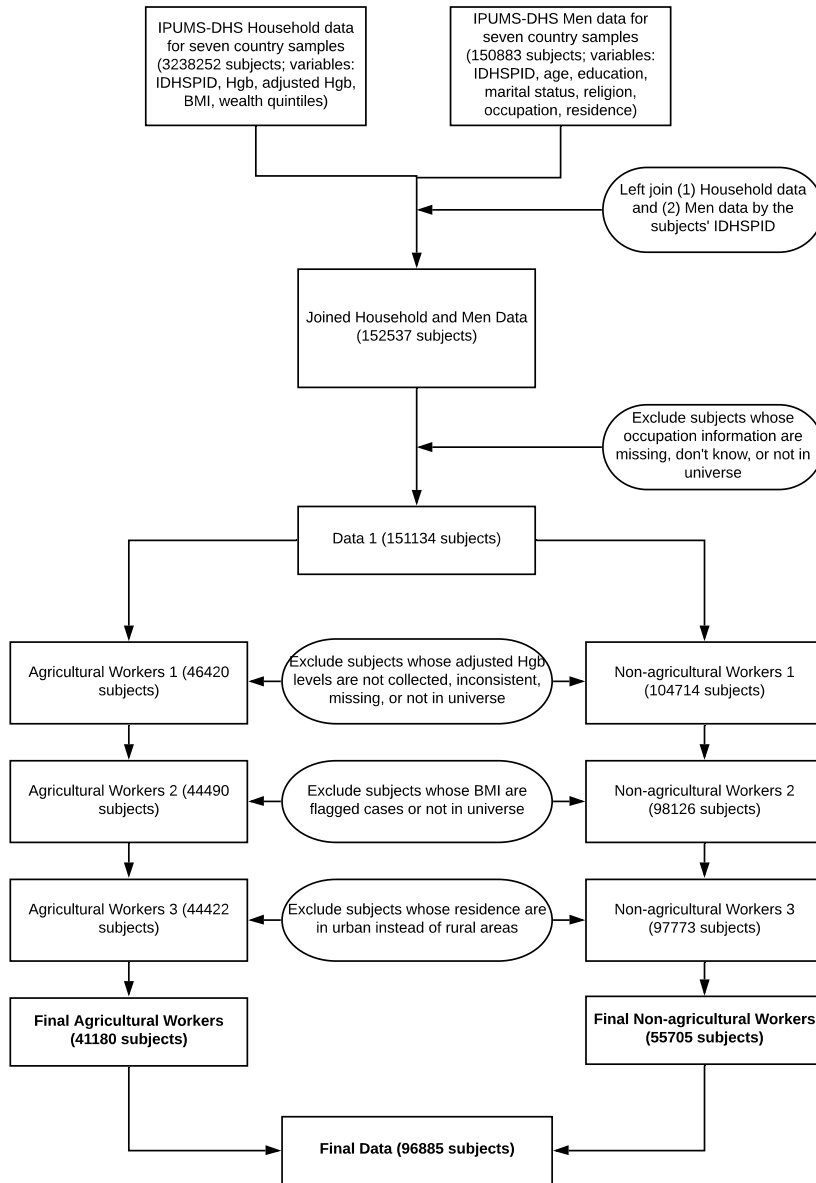 IPUMS-DHS Household data
for seven country samples
(3238252 subjects; variables:
IDHSPID, Hgb, adjusted Hgb,
BMI, wealth quintiles)
IPUMS-DHS Men data for
seven country samples
(150883 subjects; variables:
IDHSPID, age, education,
marital status, religion,
occupation, residence)
Left join (1) Household data
and (2) Men data by the
subjects' IDHSPID
Joined Household and Men Data
(152537 subjects)
Exclude subjects whose
occupation information are
missing, don't know, or not in
universe
Data 1 (151134 subjects)
Agricultural Workers 1 (46420
subjects)
Exclude subjects whose adjusted Hgb
levels are not collected, inconsistent,
missing, or not in universe
Non-agricultural Workers 1
(104714 subjects)
Agricultural Workers 2 (44490
subjects)
Exclude subjects whose BMI are
flagged cases or not in universe
Non-agricultural Workers 2
(98126 subjects)
Agricultural Workers 3 (44422
subjects)
Exclude subjects whose residence are
in urban instead of rural areas
Non-agricultural Workers 3
(97773 subjects)
Final Agricultural Workers
(41180 subjects)
Final Non-agricultural Workers
(55705 subjects)
Final Data (96885 subjects)